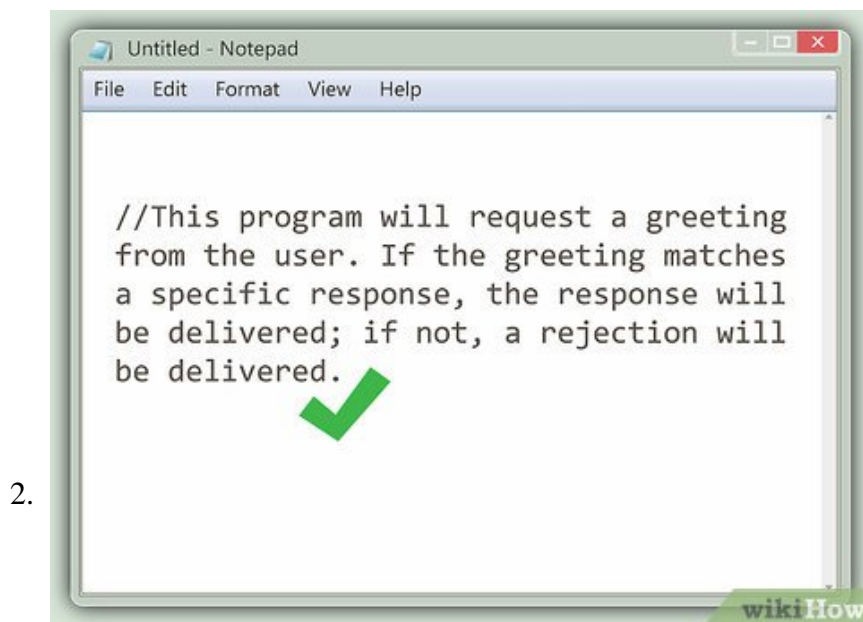 Untitled - Notepad
File Edit Format View Help
//This program will request a greeting
from the user. If the greeting matches
a specific response, the response will
be delivered; if not, a rejection will
be delivered.
2.
wikiHow